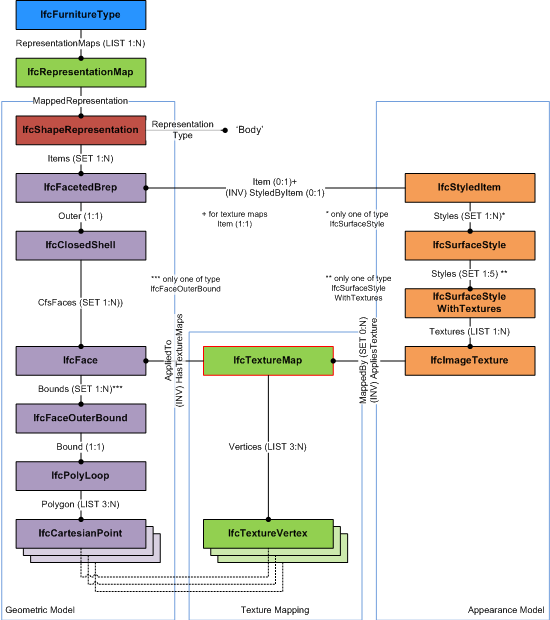 IfcFurnitureType
RepresentationMaps (LIST 1:N)
IfcRepresentationMap
MappedRepresentation
IfcShapeRepresentation
Representation
Type
‘Body’
Items (SET 1:N)
IfcFacetedBrep
Item (0:1)+
(INV) StyledByItem (0:1)
IfcStyledItem
Outer (1:1)
+ for texture maps
Item (1:1)
* only one of type
IfcSurfaceStyle
Styles (SET 1:N)*
IfcClosedShell
IfcSurfaceStyle
*** only one of type
IfcFaceOuterBound
** only one of type
IfcSurfaceStyle
WithTextures
Styles (SET 1:5) **
CfsFaces (SET 1:N))
IfcSurfaceStyle
WithTextures
Textures (LIST 1:N)
IfcFace
AppliedTo
(INV) HasTextureMaps
IfcTextureMap
MappedBy (SET 0:N)
(INV) AppliesTexture
IfcImageTexture
Bounds (SET 1:N)***
IfcFaceOuterBound
Bound (1:1)
Vertices (LIST 3:N)
IfcPolyLoop
Polygon (LIST 3:N)
IfcCartesianPoint
IfcTextureVertex
Geometric Model
Texture Mapping
Appearance Model